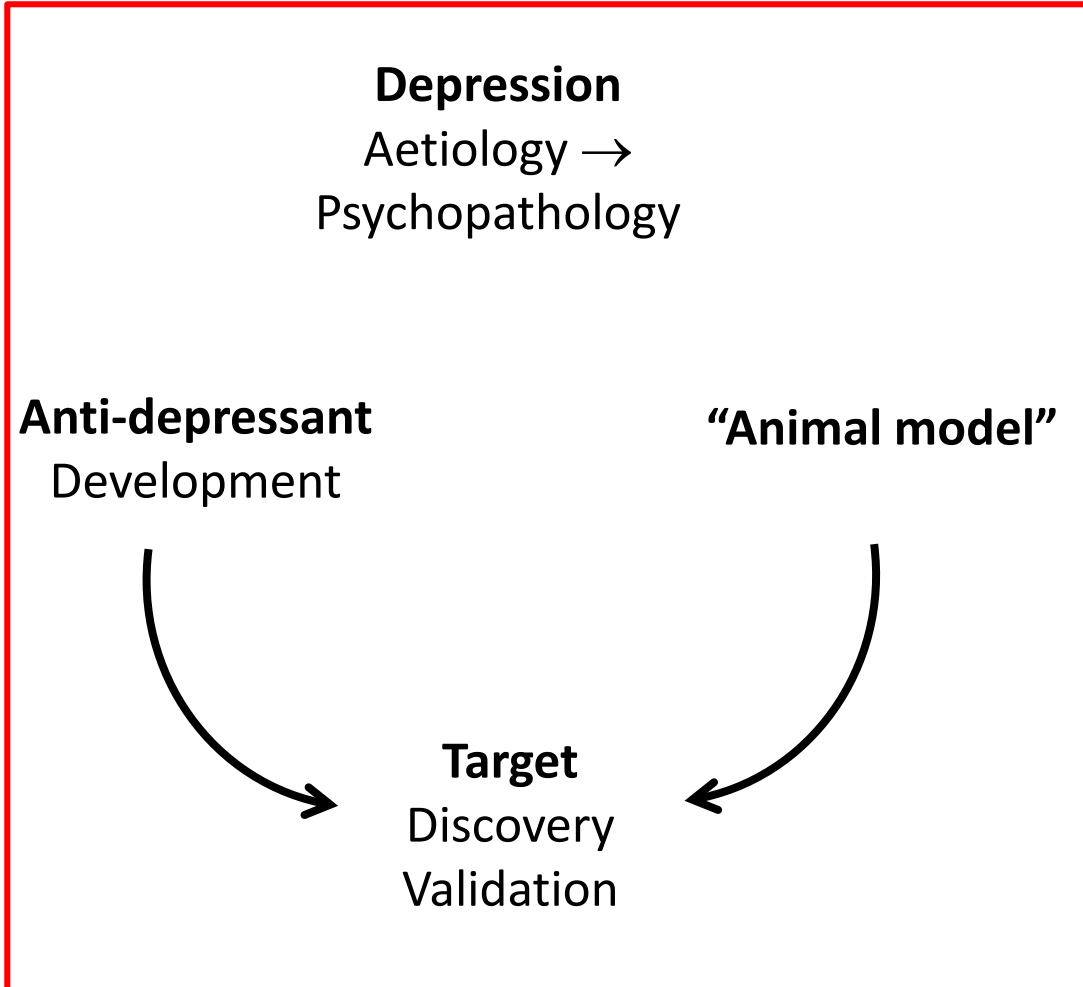 Depression
Aetiology →
Psychopathology
Anti-depressant
Development
“Animal model”
Target
Discovery
Validation